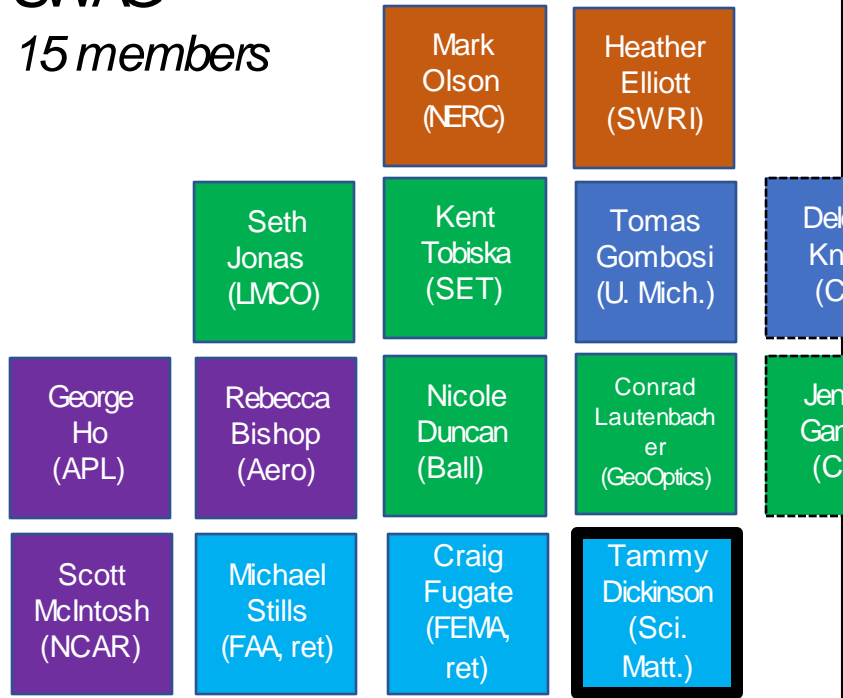 SWAG
15 members
Mark
Olson
(NERC)
Heather
Elliott
(SWRI)
Seth
Jonas
(LMCO)
Kent
Tobiska
(SET)
Tomas
Gombosi
(U. Mich.)
George
Ho
(APL)
Rebecca
Bishop
(Aero)
Nicole
Duncan
(Ball)
Conrad
Lautenbach
er
(GeoOptics)
Scott
McIntosh
(NCAR)
Michael
Stills
(FAA, ret)
Craig
Fugate
(FEMA,
ret)
Tammy
Dickinson
(Sci.
Matt.)